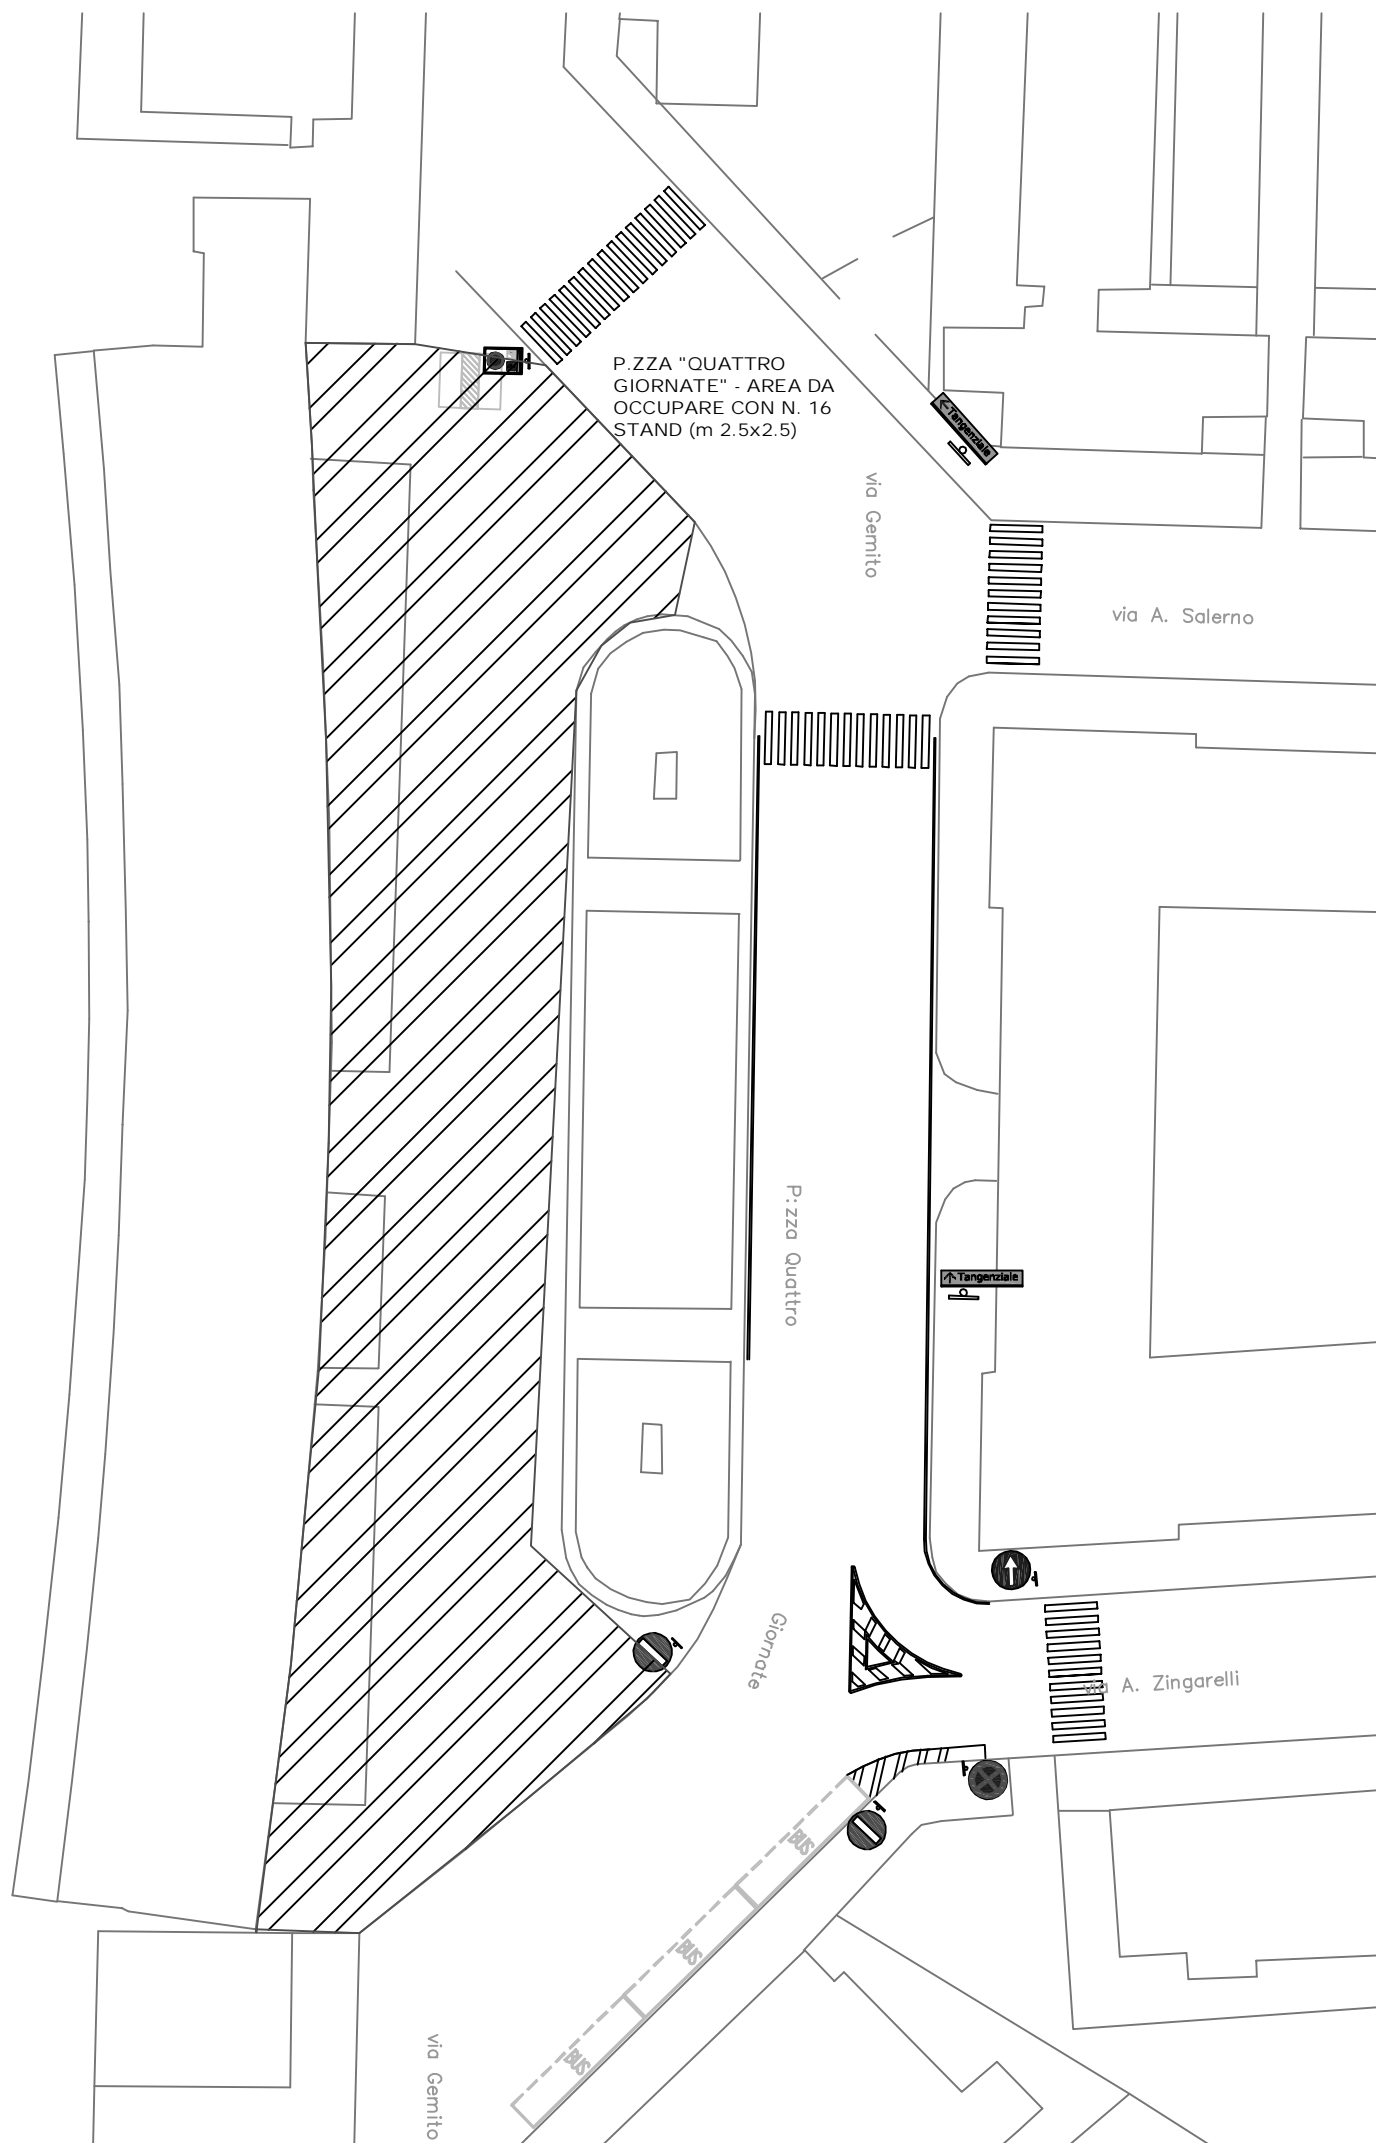 P.ZZA "QUATTRO
GIORNATE" - AREA DA
OCCUPARE CON N. 16
STAND (m 2.5x2.5)
Tangenziale
via Gemito
via A. Salerno
P:zza Quattro
Tangenziale
Giornate
via A. Zingarelli
BUS
BUS
BUS
via Gemito